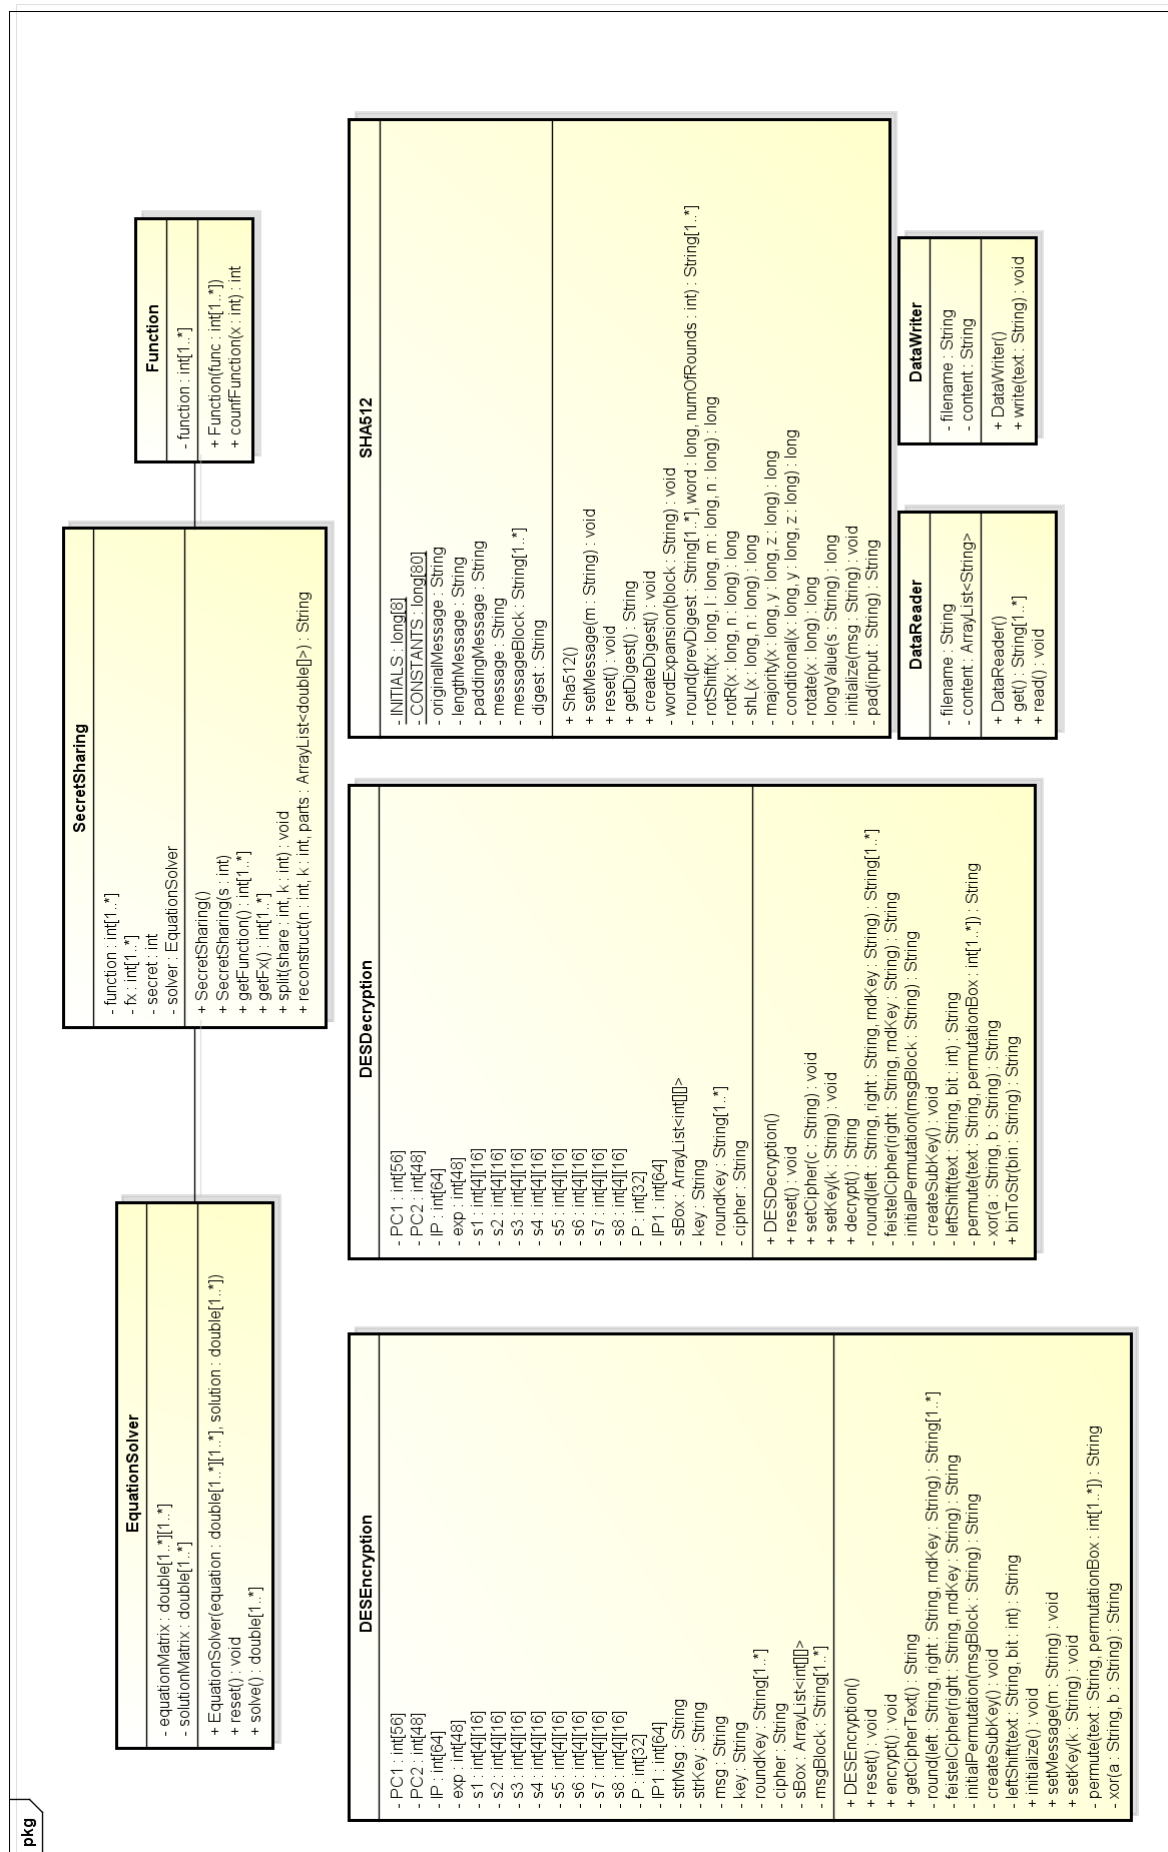 pkg
EquationSolver
- equationMatrix : double[1..*][1..*]
- solutionMatrix : double[1..*]
+ EquationSolver(equation : double[1..*][1..*], solution : double[1..*])
+ reset() : void
+ solve() : double[1..*]
SecretSharing
- function : int[1..*]
- fx : int[1..*]
- secret : int
- solver : EquationSolver
+ SecretSharing()
+ SecretSharing(s : int)
+ getFunction() : int[1..*]
+ getFx() : int[1..*]
+ split(share : int, k : int) : void
+ reconstruct(n : int, k : int, parts : ArrayList<double[]>) : String
Function
- function : int[1..*]
+ Function(func : int[1..*])
+ counfFunction(x : int) : int
DESEncryption
- PC1 : int[56]
- PC2 : int[48]
- IP : int[64]
- exp : int[48]
- s1 : int[4][16]
- s2 : int[4][16]
- s3 : int[4][16]
- s4 : int[4][16]
- s5 : int[4][16]
- s6 : int[4][16]
- s7 : int[4][16]
- s8 : int[4][16]
- P : int[32]
- IP1 : int[64]
- strMsg : String
- strKey : String
- msg : String
- key : String
- roundKey : String[1..*]
- cipher : String
- sBox : ArrayList<int[][]>
- msgBlock : String[1..*]
+ DESEncryption()
+ reset() : void
+ encrypt() : void
+ getCipherText() : String
- round(left : String, right : String, rndKey : String) : String[1..*]
- feistelCipher(right : String, rndKey : String) : String
- initialPermutation(msgBlock : String) : String
- createSubKey() : void
- leftShift(text : String, bit : int) : String
+ initialize() : void
+ setMessage(m : String) : void
+ setKey(k : String) : void
- permute(text : String, permutationBox : int[1..*]) : String
- xor(a : String, b : String) : String
DESDecryption
- PC1 : int[56]
- PC2 : int[48]
- IP : int[64]
- exp : int[48]
- s1 : int[4][16]
- s2 : int[4][16]
- s3 : int[4][16]
- s4 : int[4][16]
- s5 : int[4][16]
- s6 : int[4][16]
- s7 : int[4][16]
- s8 : int[4][16]
- P : int[32]
- IP1 : int[64]
- sBox : ArrayList<int[][]>
- key : String
- roundKey : String[1..*]
- cipher : String
+ DESDecryption()
+ reset() : void
+ setCipher(c : String) : void
+ setKey(k : String) : void
+ decrypt() : String
- round(left : String, right : String, rndKey : String) : String[1..*]
- feistelCipher(right : String, rndKey : String) : String
- initialPermutation(msgBlock : String) : String
- createSubKey() : void
- leftShift(text : String, bit : int) : String
- permute(text : String, permutationBox : int[1..*]) : String
- xor(a : String, b : String) : String
+ binToStr(bin : String) : String
SHA512
- INITIALS : long[8]
- CONSTANTS : long[80]
- originalMessage : String
- lengthMessage : String
- paddingMessage : String
- message : String
- messageBlock : String[1..*]
- digest : String
+ Sha512()
+ setMessage(m : String) : void
+ reset() : void
+ getDigest() : String
+ createDigest() : void
- wordExpansion(block : String) : void
- round(prevDigest : String[1..*], word : long, numOfRounds : int) : String[1..*]
- rotShift(x : long, l : long, m : long, n : long) : long
- rotR(x : long, n : long) : long
- shL(x : long, n : long) : long
- majority(x : long, y : long, z : long) : long
- conditional(x : long, y : long, z : long) : long
- rotate(x : long) : long
- longValue(s : String) : long
- initialize(msg : String) : void
- pad(input : String) : String
DataReader
- filename : String
- content : ArrayList<String>
+ DataReader()
+ get() : String[1..*]
+ read() : void
DataWriter
- filename : String
- content : String
+ DataWriter()
+ write(text : String) : void